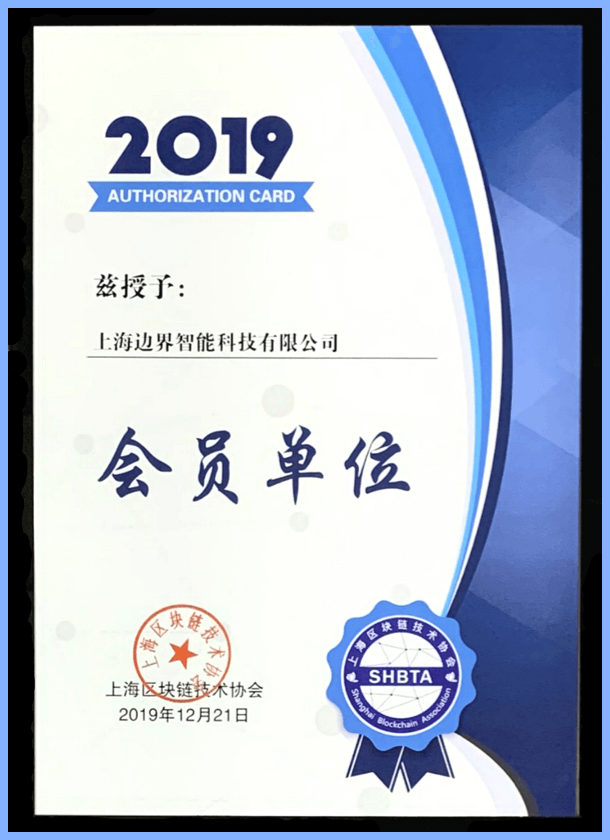 2019
AUTHORIZATION CARD
兹授予：
上海边界智能科技有限公司
会员单位
上海区块链技术协会
上海区块链技术协会
2019年12月21日
上海区块链技术协会
SHBTA
Shanghai Blockchain Association